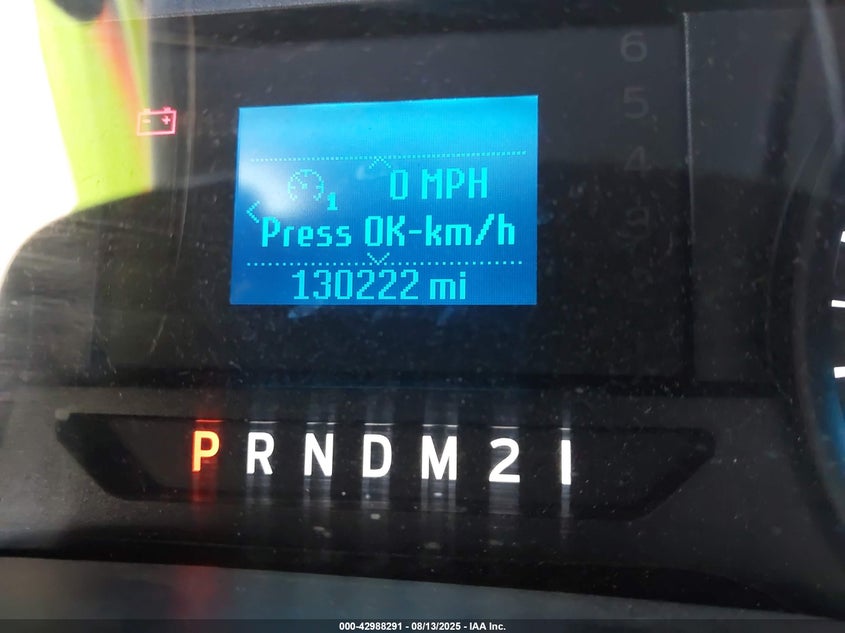 6
5
4
0 MPH
1
Press OK-km/h
130222 mi
P R N D M 2 1
000-42988291 - 08/13/2025 - IAA Inc.